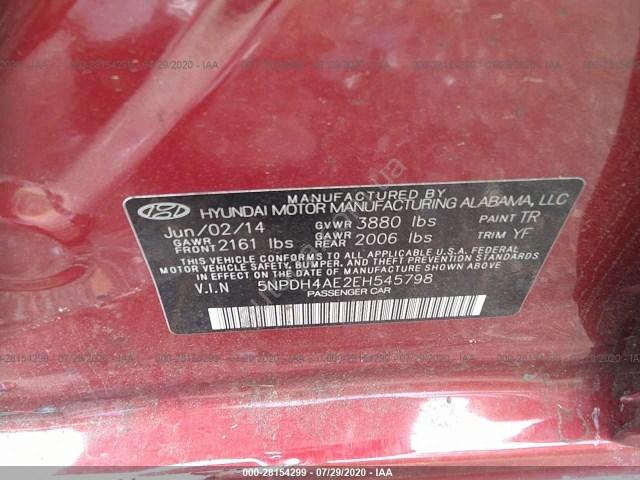 MANUFACTURED BY
HYUNDAI MOTOR MANUFACTURING ALABAMA, LLC
Jun/02/14 GVWR 3880 lbs PAINT TR
GAWR FRONT 2161 lbs GAWR REAR 2006 lbs TRIM YF
THIS VEHICLE CONFORMS TO ALL APPLICABLE U.S.A. FEDERAL
MOTOR VEHICLE SAFETY, BUMPER, AND THEFT PREVENTION STANDARDS
IN EFFECT ON THE DATE OF MANUFACTURE SHOWN ABOVE.
V.I.N 5NPDH4AE2EH545798
PASSENGER CAR
000-28154299 | 07/29/2020 - IAA